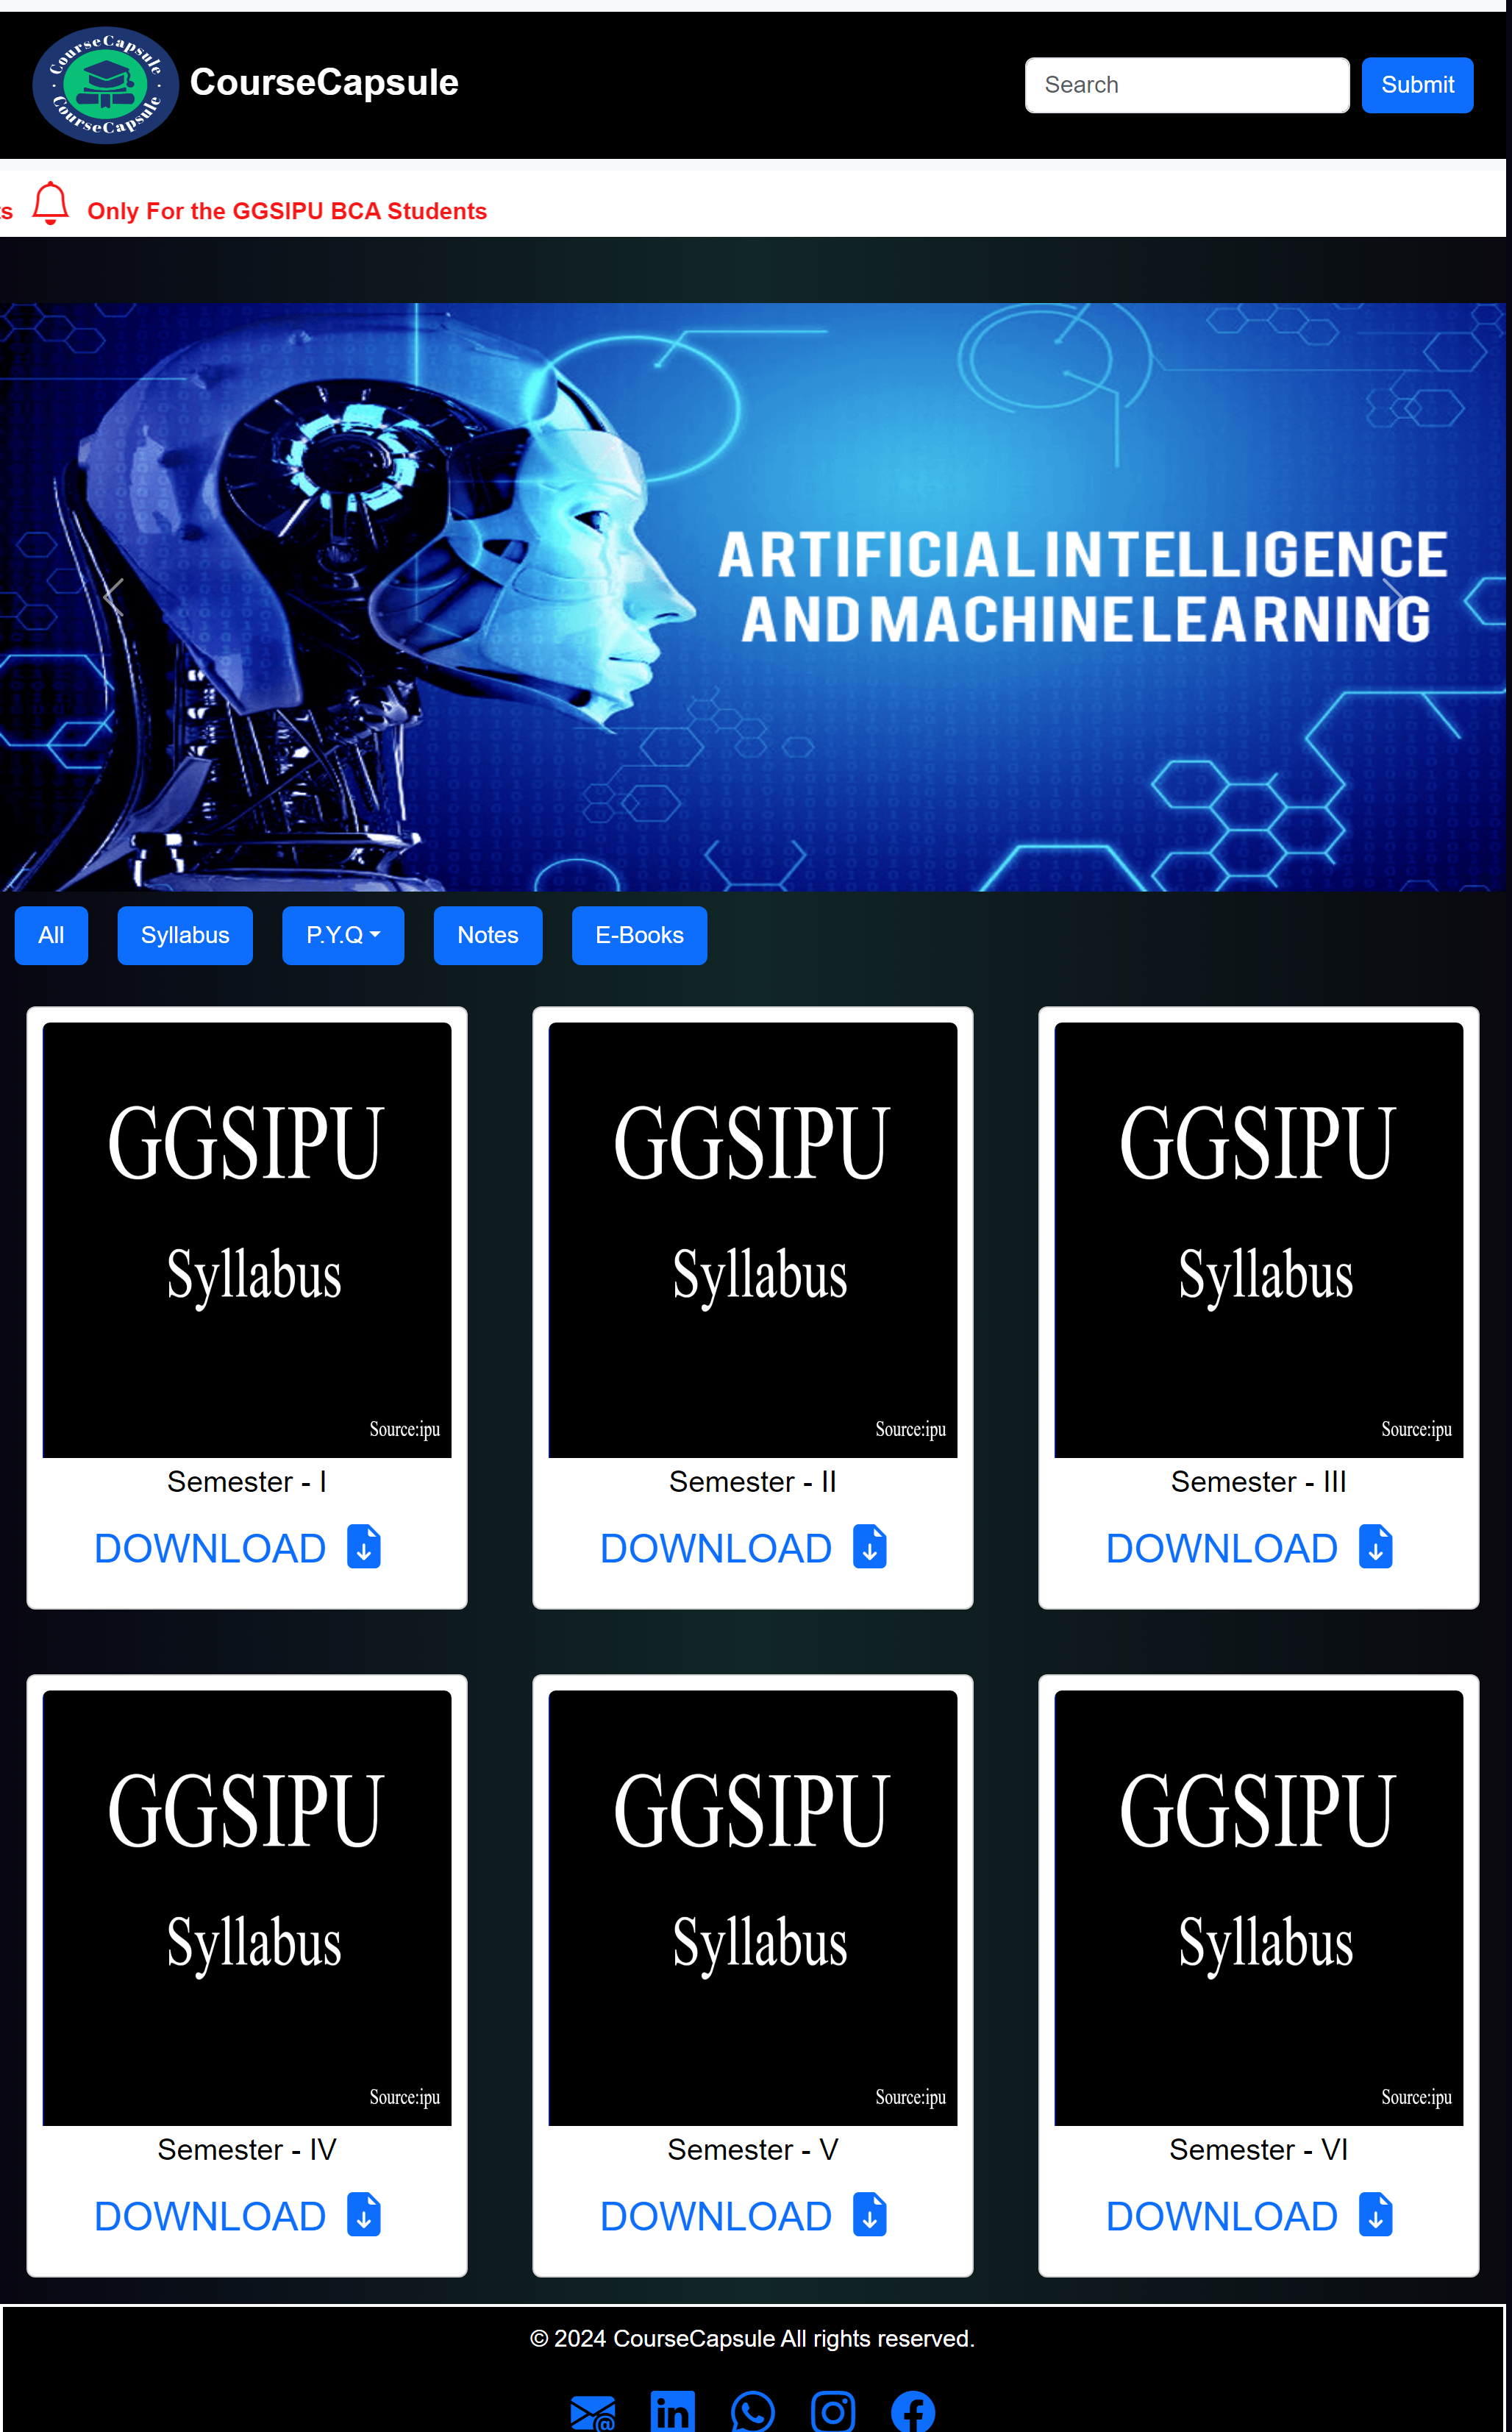 CourseCapsule
CourseCapsule
CourseCapsule
Search
Submit
ts
Only For the GGSIPU BCA Students
ARTIFICIAL INTELLIGENCE
AND MACHINE LEARNING
All
Syllabus
P.Y.Q
Notes
E-Books
GGSIPU
Syllabus
Source:ipu
Semester - I
DOWNLOAD
GGSIPU
Syllabus
Source:ipu
Semester - II
DOWNLOAD
GGSIPU
Syllabus
Source:ipu
Semester - III
DOWNLOAD
GGSIPU
Syllabus
Source:ipu
Semester - IV
DOWNLOAD
GGSIPU
Syllabus
Source:ipu
Semester - V
DOWNLOAD
GGSIPU
Syllabus
Source:ipu
Semester - VI
DOWNLOAD
© 2024 CourseCapsule All rights reserved.